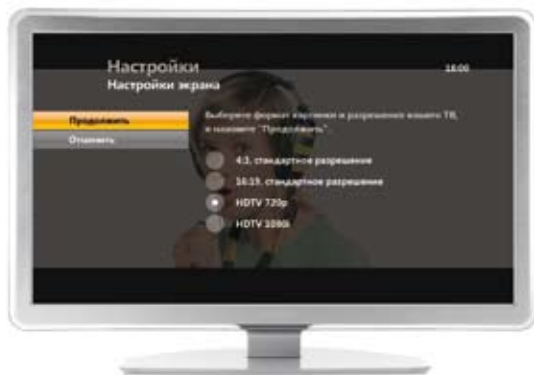 Настройки
18:00
Настройки экрана
Продолжить
Отменить
Выберите формат картинки и разрешение вашего ТВ,
и нажмите "Продолжить".
4:3, стандартное разрешение
16:19, стандартное разрешение
HDTV 720p
HDTV 1080i